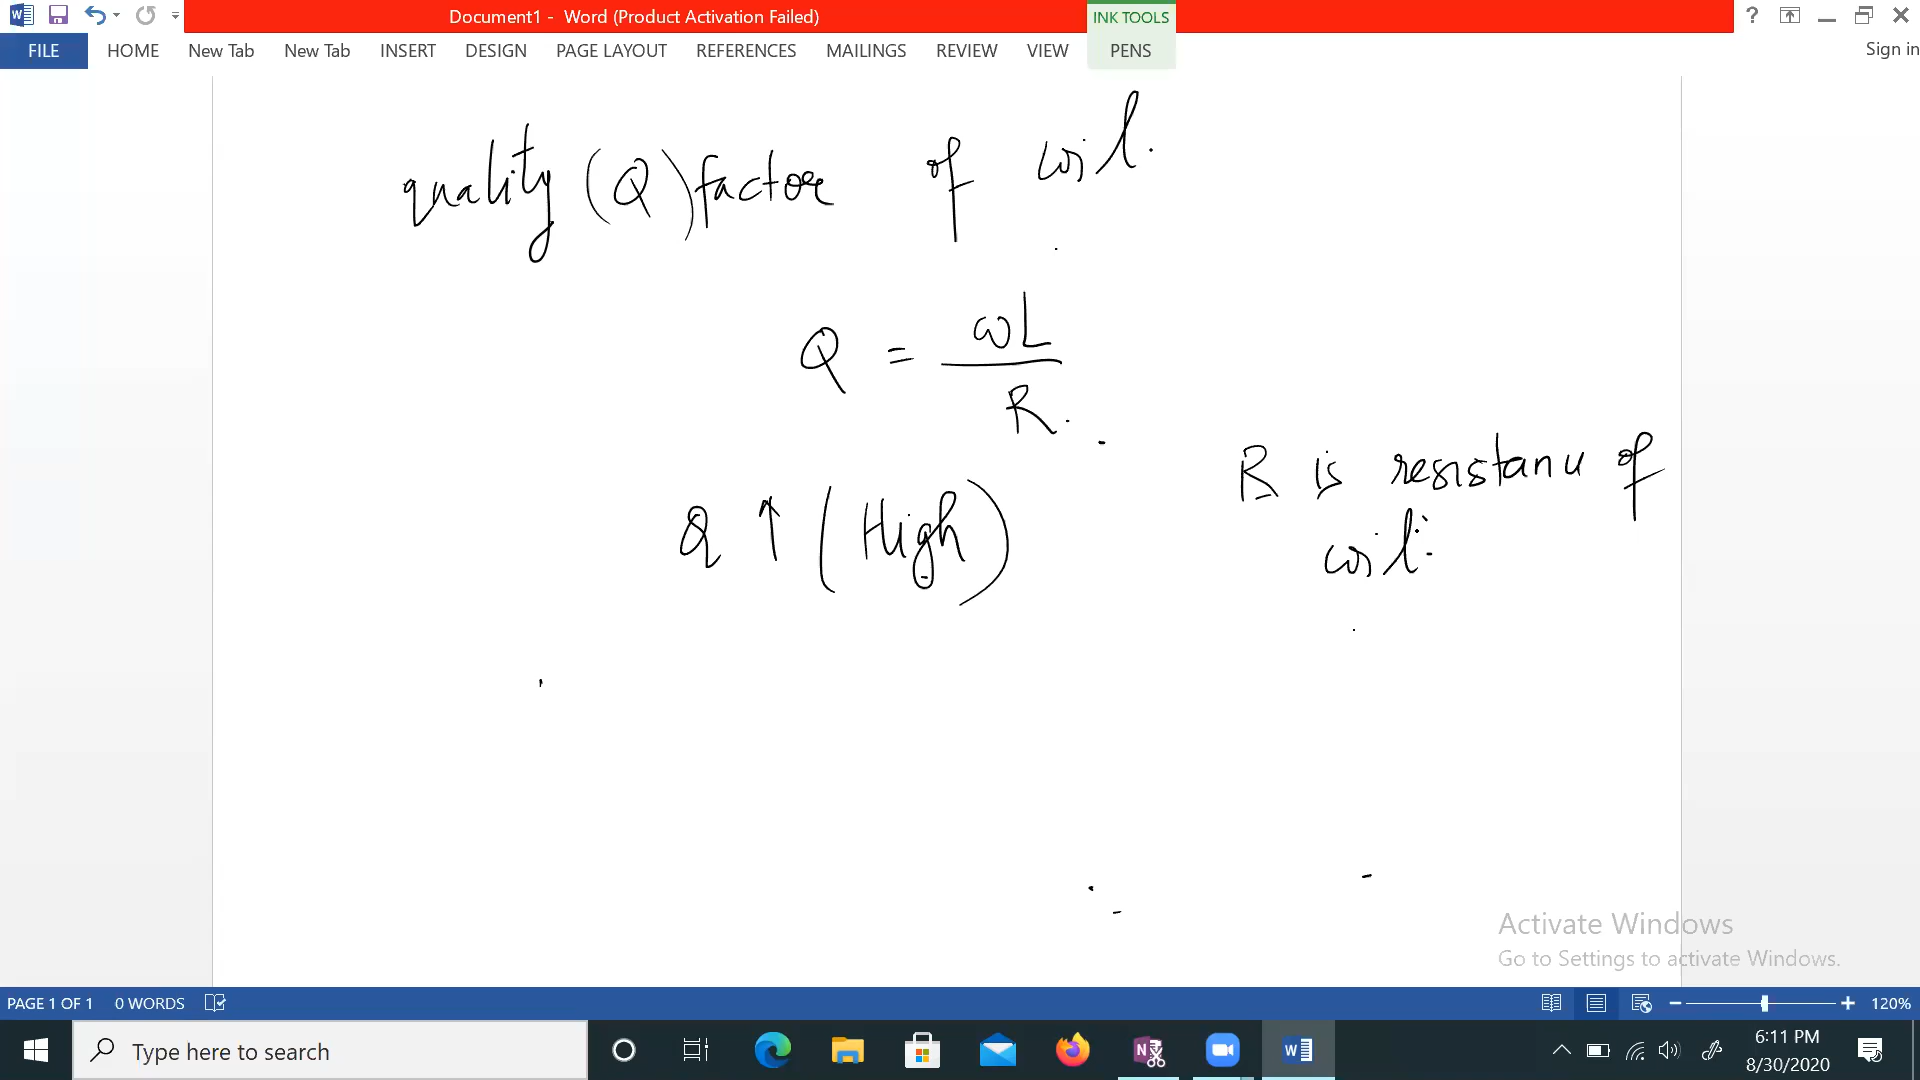 Document1 - Word (Product Activation Failed)
INK TOOLS
FILE HOME New Tab New Tab INSERT DESIGN PAGE LAYOUT REFERENCES MAILINGS REVIEW VIEW PENS Sign in
quality (Q) factor of coil.
Q = ωL
R.
R is resistance of
coil.
Q ↑ (High)
Activate Windows
Go to Settings to activate Windows.
PAGE 1 OF 1 0 WORDS 120%
Type here to search
6:11 PM
8/30/2020